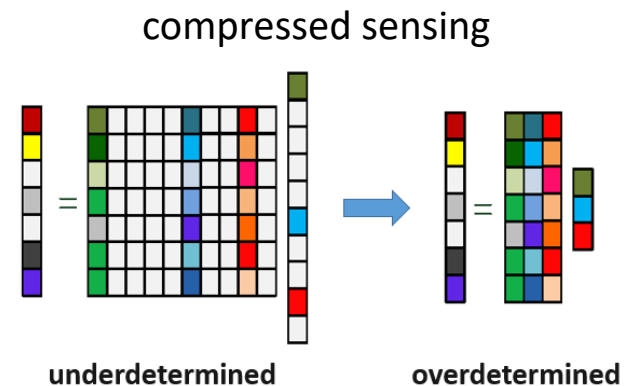 compressed sensing
=
=
underdetermined
overdetermined